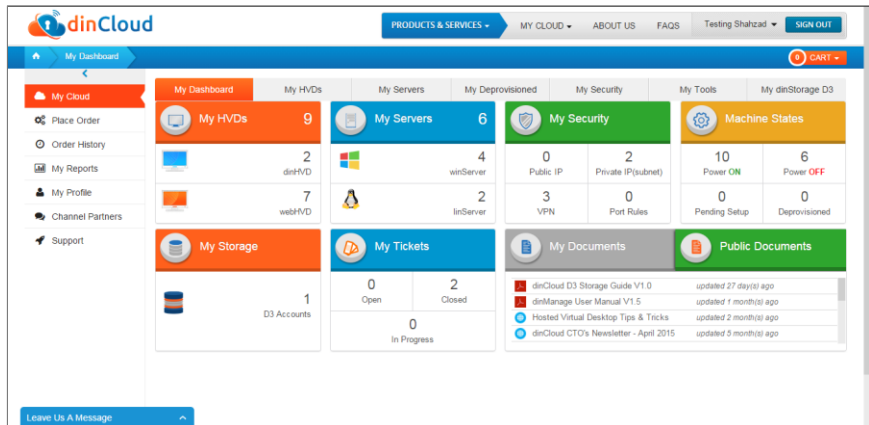 dinCloud
PRODUCTS & SERVICES
MY CLOUD
ABOUT US
FAQS
Testing Shahzad
SIGN OUT
My Dashboard
0 CART
My Cloud
Place Order
Order History
My Reports
My Profile
Channel Partners
Support
My Dashboard
My HVDs
My Servers
My Deprovisioned
My Security
My Tools
My dinStorage D3
My HVDs 9
2
dinHVD
7
webHVD
My Servers 6
4
winServer
2
linServer
My Security
0
Public IP
2
Private IP(subnet)
3
VPN
0
Port Rules
Machine States
10
Power ON
6
Power OFF
0
Pending Setup
0
Deprovisioned
My Storage
1
D3 Accounts
My Tickets
0
Open
2
Closed
0
In Progress
My Documents
Public Documents
dinCloud D3 Storage Guide V1.0 updated 27 day(s) ago
dinManage User Manual V1.5 updated 1 month(s) ago
Hosted Virtual Desktop Tips & Tricks updated 2 month(s) ago
dinCloud CTO's Newsletter - April 2015 updated 5 month(s) ago
Leave Us A Message